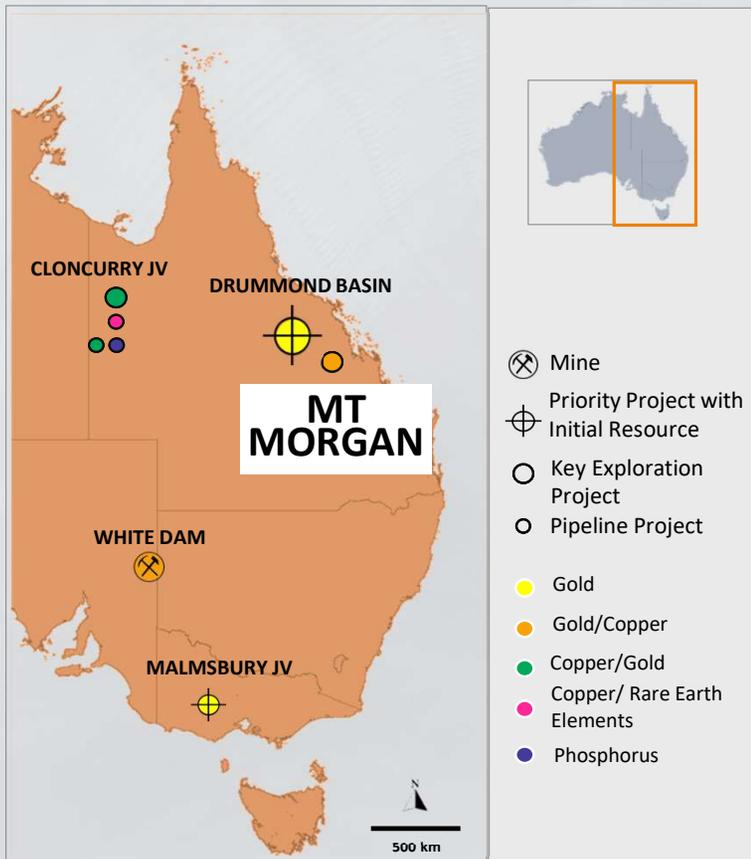 CLONCURRY JV
DRUMMOND BASIN
MT
MORGAN
WHITE DAM
MALMSBURY JV
N
500 km
Mine
Priority Project with
Initial Resource
Key Exploration
Project
Pipeline Project
Gold
Gold/Copper
Copper/Gold
Copper/ Rare Earth
Elements
Phosphorus